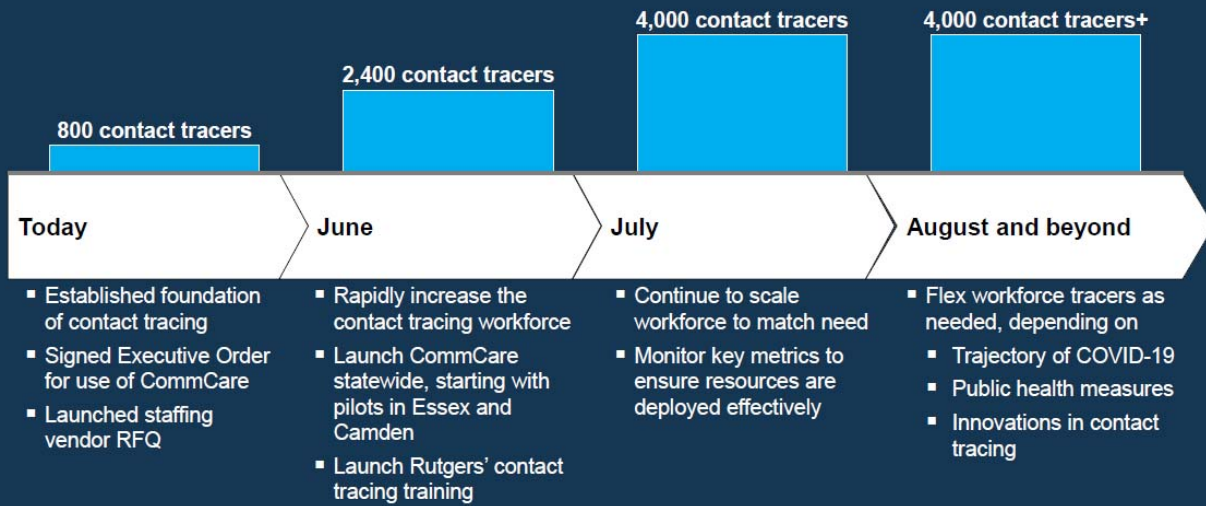 800 contact tracers
2,400 contact tracers
4,000 contact tracers
4,000 contact tracers+
Today
June
July
August and beyond
▪ Established foundation
of contact tracing
▪ Signed Executive Order
for use of CommCare
▪ Launched staffing
vendor RFQ
▪ Rapidly increase the
contact tracing workforce
▪ Launch CommCare
statewide, starting with
pilots in Essex and
Camden
▪ Launch Rutgers' contact
tracing training
▪ Continue to scale
workforce to match need
▪ Monitor key metrics to
ensure resources are
deployed effectively
▪ Flex workforce tracers as
needed, depending on
▪ Trajectory of COVID-19
▪ Public health measures
▪ Innovations in contact
tracing